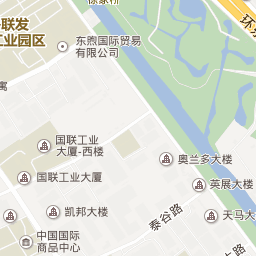 联发
工业园区
东煦国际贸易
有限公司
环
国联工业
大厦-西楼
国联工业大厦
奥兰多大楼
英展大楼
凯邦大楼
泰谷路
天马大
中国国际
商品中心